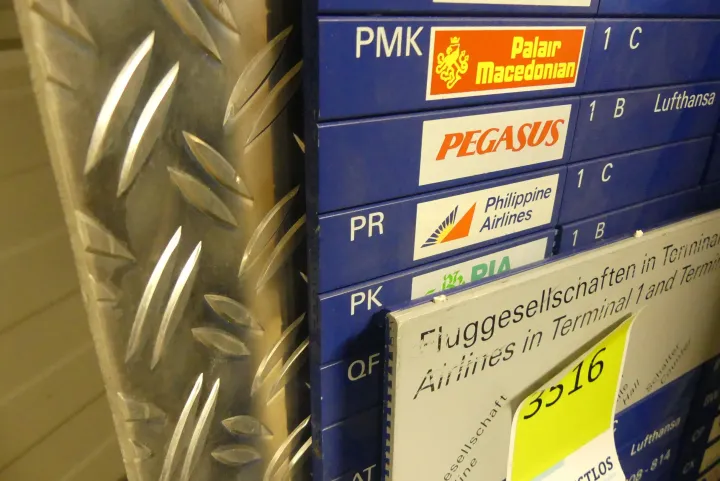 PMK Palair Macedonian 1 C
PEGASUS 1 B Lufthansa
PR Philippine Airlines 1 C
PK PIA 1 B
QF
Fluggesellschaften in Terminal
Airlines in Terminal 1 and
3516
Lufthansa
814